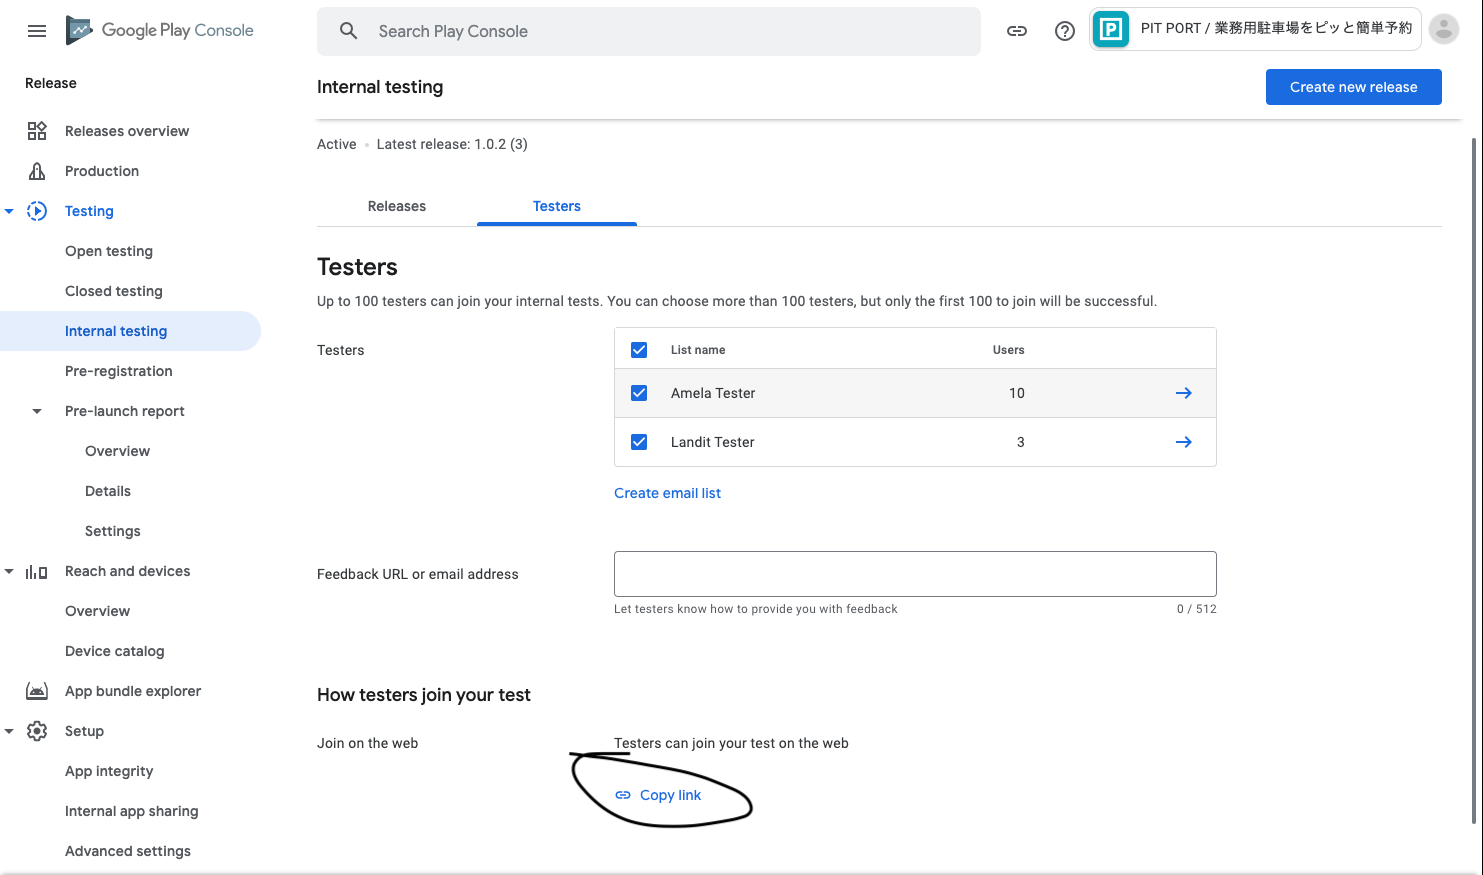 Google Play Console
Search Play Console
PIT PORT / 業務用駐車場をピッと簡単予約
Release
Releases overview
Production
Testing
Open testing
Closed testing
Internal testing
Pre-registration
Pre-launch report
Overview
Details
Settings
Reach and devices
Overview
Device catalog
App bundle explorer
Setup
App integrity
Internal app sharing
Advanced settings
Internal testing
Create new release
Active • Latest release: 1.0.2 (3)
Releases Testers
Testers
Up to 100 testers can join your internal tests. You can choose more than 100 testers, but only the first 100 to join will be successful.
Testers
List name Users
Amela Tester 10
Landit Tester 3
Create email list
Feedback URL or email address
Let testers know how to provide you with feedback 0 / 512
How testers join your test
Join on the web Testers can join your test on the web
Copy link